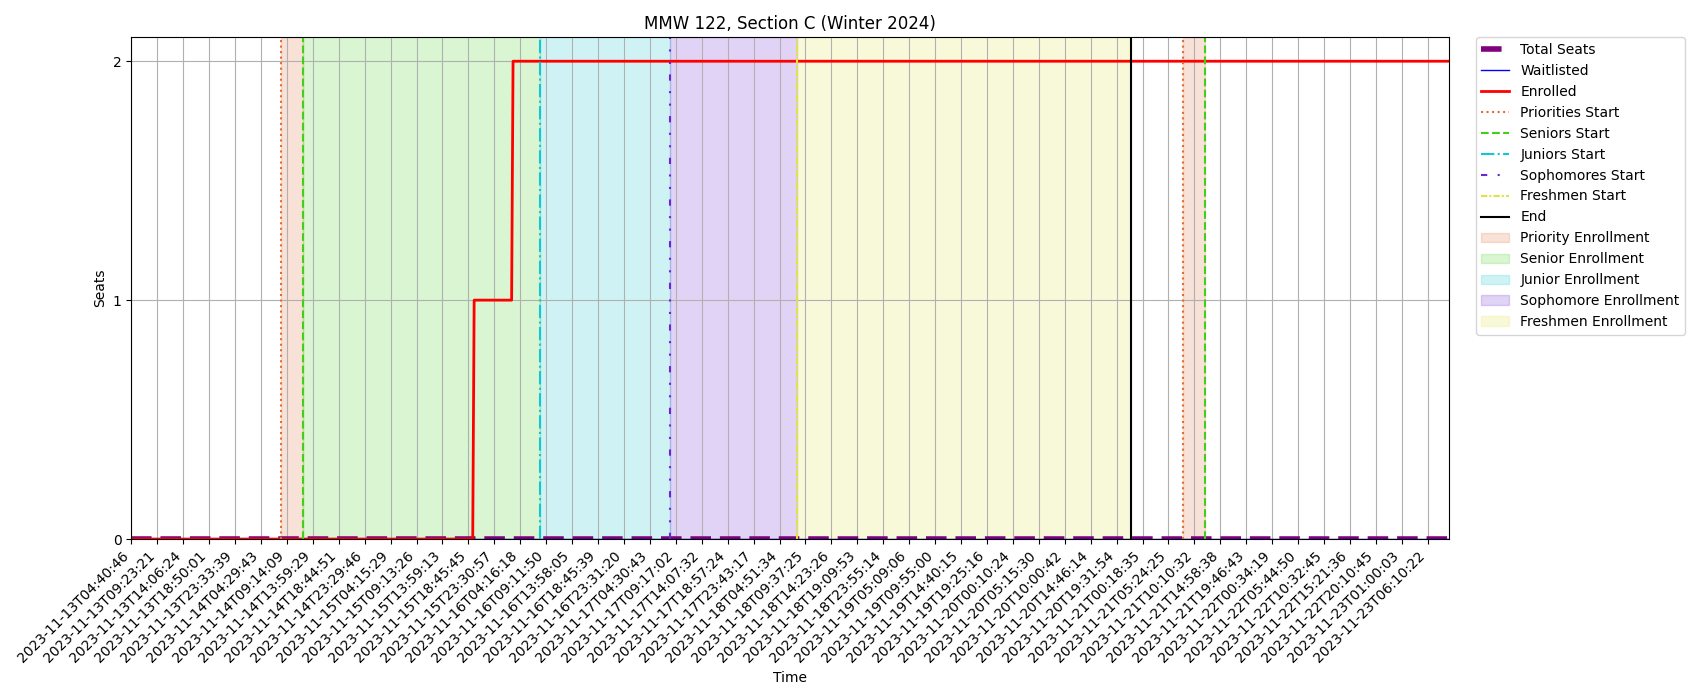 MMW 122, Section C (Winter 2024)
Seats
2
1
0
2023-11-13T04:40:46
2023-11-13T09:23:21
2023-11-13T14:06:24
2023-11-13T18:50:01
2023-11-13T23:33:39
2023-11-14T04:29:43
2023-11-14T09:14:09
2023-11-14T13:59:29
2023-11-14T18:44:51
2023-11-14T23:29:46
2023-11-15T04:15:29
2023-11-15T09:13:26
2023-11-15T13:59:13
2023-11-15T18:45:45
2023-11-15T23:30:57
2023-11-16T04:16:18
2023-11-16T09:11:50
2023-11-16T13:58:05
2023-11-16T18:45:39
2023-11-16T23:31:20
2023-11-17T04:30:43
2023-11-17T09:17:02
2023-11-17T14:07:32
2023-11-17T18:57:24
2023-11-17T23:43:17
2023-11-18T04:51:34
2023-11-18T09:37:25
2023-11-18T14:23:26
2023-11-18T19:09:53
2023-11-18T23:55:14
2023-11-19T05:09:06
2023-11-19T09:55:00
2023-11-19T14:40:15
2023-11-19T19:25:16
2023-11-20T00:10:24
2023-11-20T05:15:30
2023-11-20T10:00:42
2023-11-20T14:46:14
2023-11-20T19:31:54
2023-11-21T00:18:35
2023-11-21T05:24:25
2023-11-21T10:10:32
2023-11-21T14:58:38
2023-11-21T19:46:43
2023-11-22T00:34:19
2023-11-22T05:44:50
2023-11-22T10:32:45
2023-11-22T15:21:36
2023-11-22T20:10:45
2023-11-23T01:00:03
2023-11-23T06:10:22
Time
Total Seats
Waitlisted
Enrolled
Priorities Start
Seniors Start
Juniors Start
Sophomores Start
Freshmen Start
End
Priority Enrollment
Senior Enrollment
Junior Enrollment
Sophomore Enrollment
Freshmen Enrollment